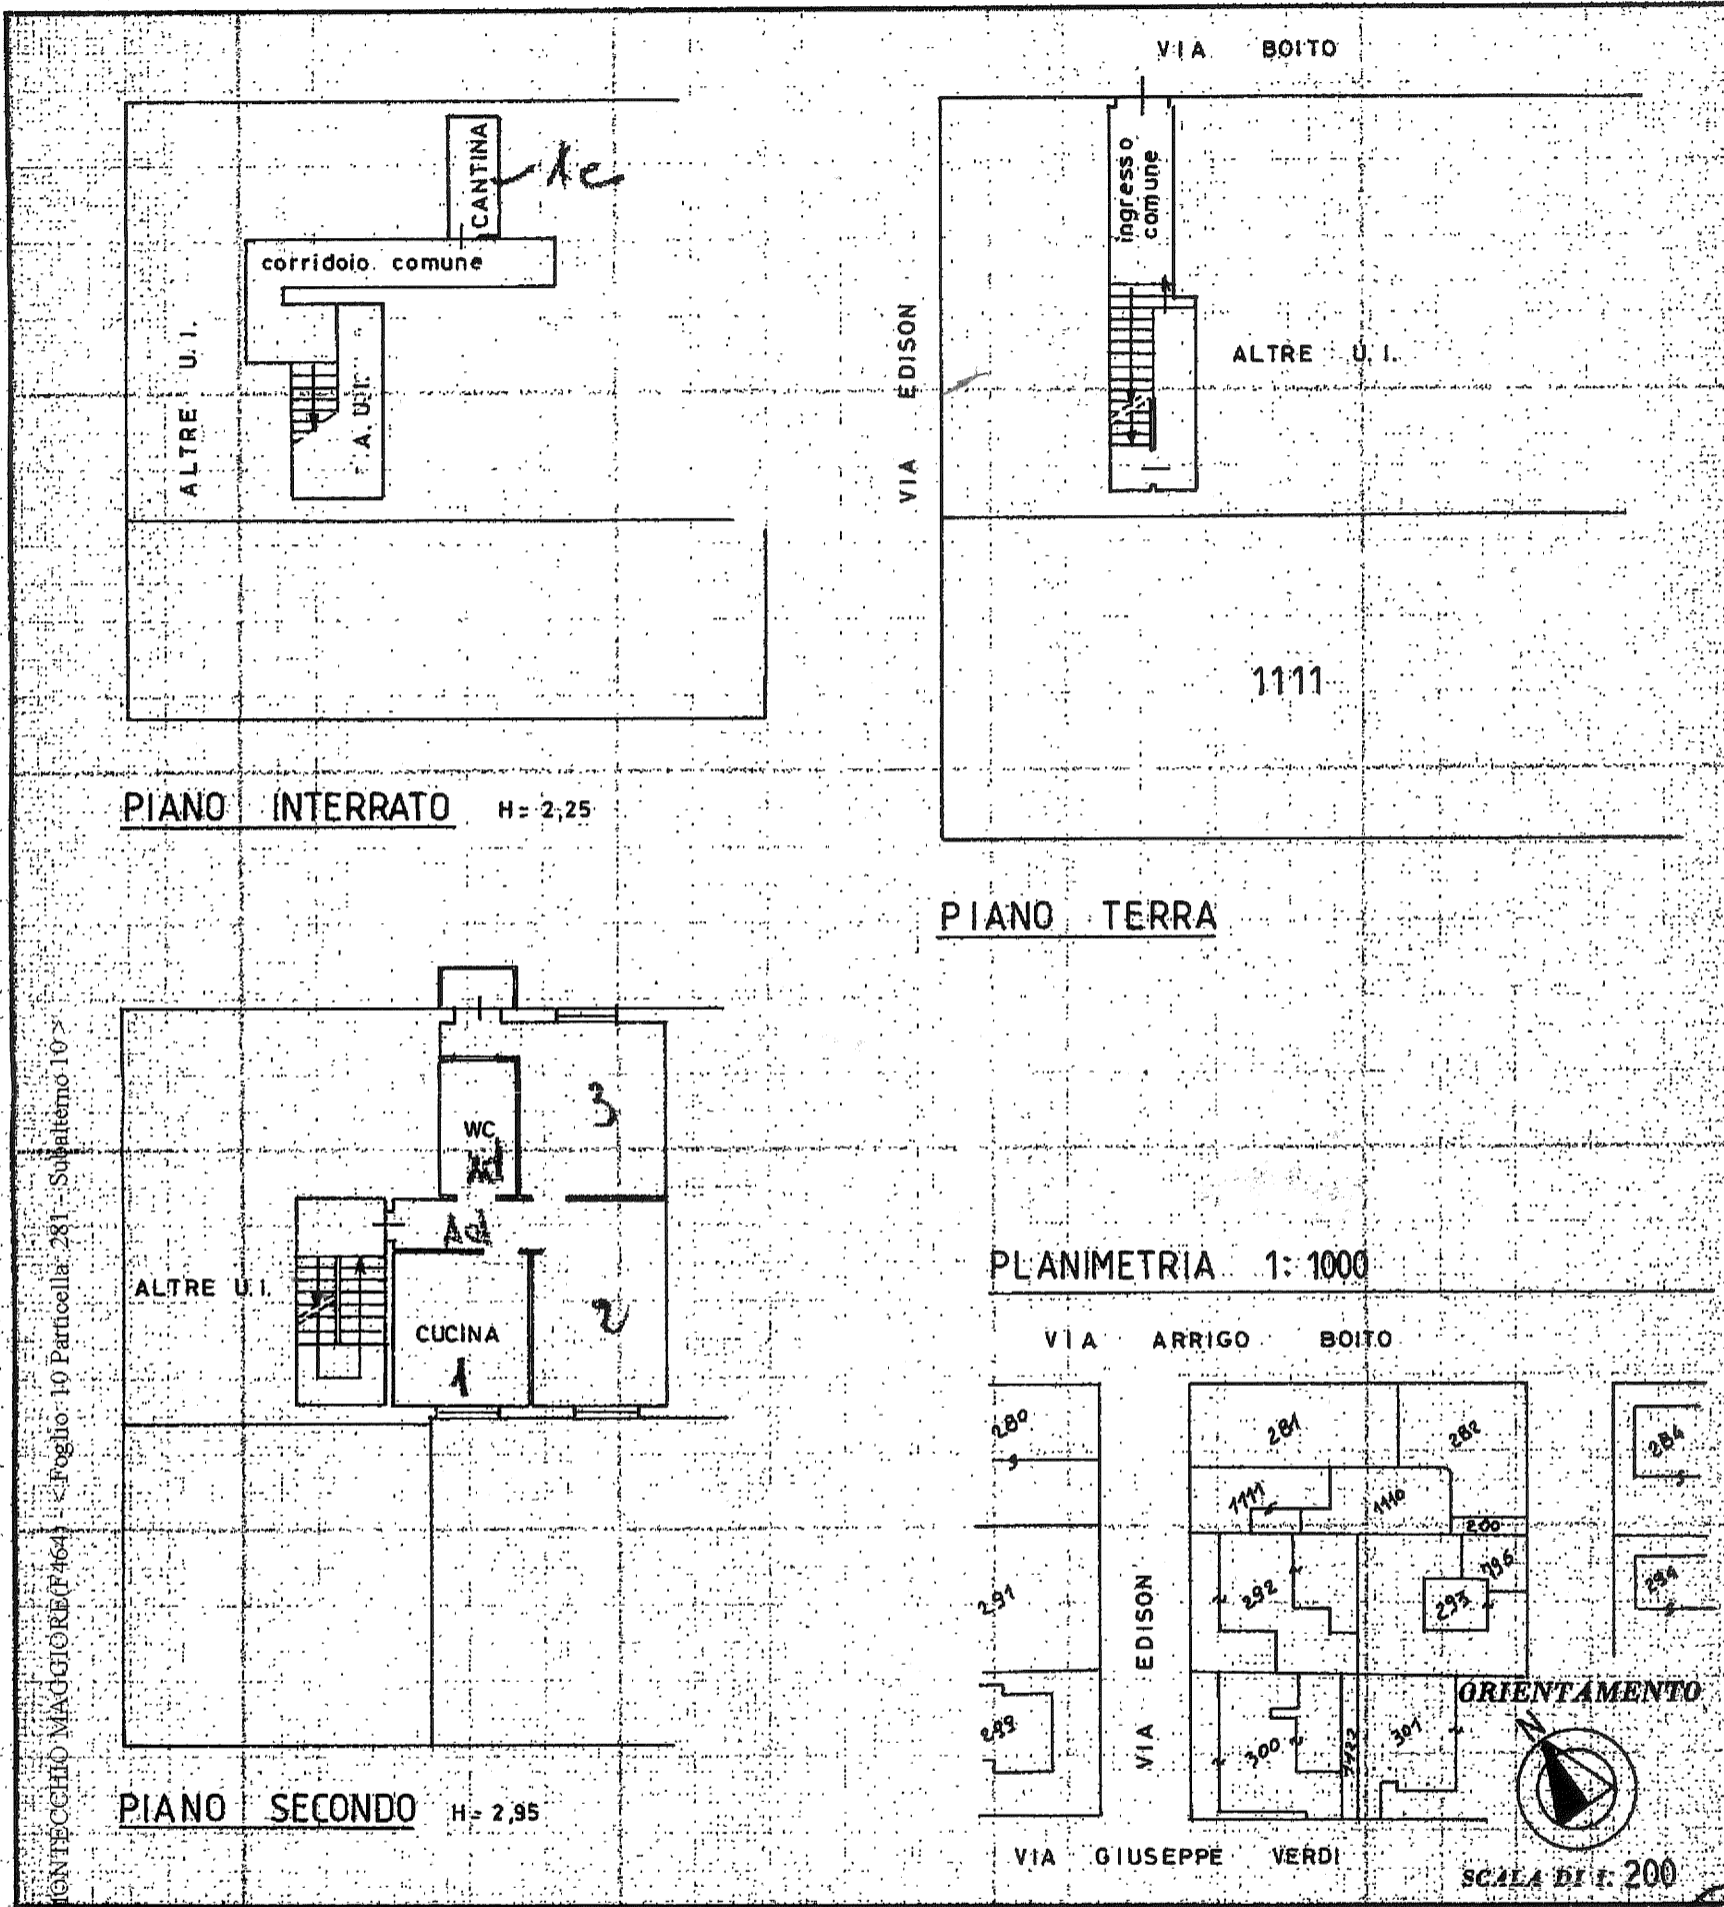 VIA BOITO
CANTINA
1c
ingresso
comune
corridoio comune
ALTRE U.I.
A. U.I.
VIA EDISON
ALTRE U.I.
1111
PIANO INTERRATO H= 2,25
PIANO TERRA
3
WC
Ad
ALTRE U.I.
CUCINA
1
2
PIANO SECONDO H= 2,95
PLANIMETRIA 1:1000
VIA ARRIGO BOITO
280
281
282
284
1111
1110
200
291
292
293
796
294
VIA EDISON
299
300
301
VIA GIUSEPPE VERDI
ORIENTAMENTO
N
SCALA DI 1: 200
MONTECCHIO MAGGIORE(F464) - < Foglio: 10 Particella: 281 - Subalterno 10 >